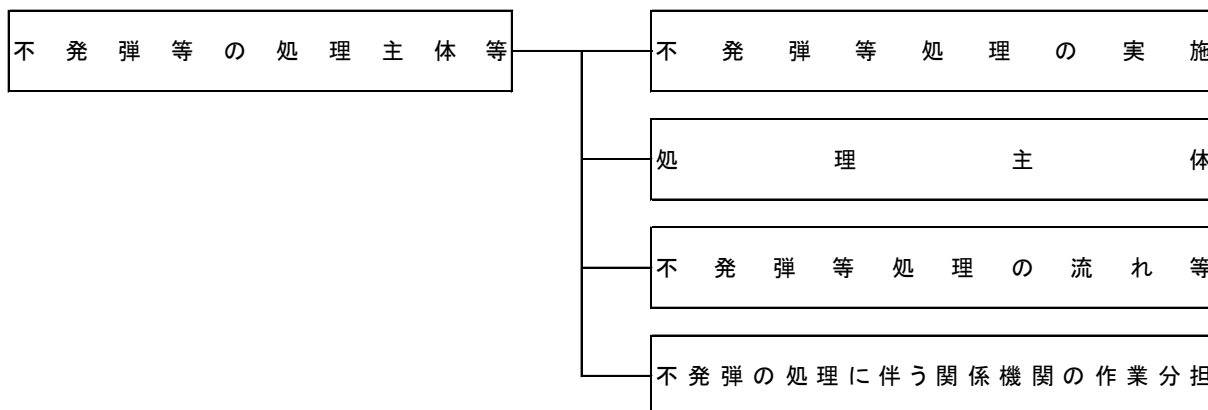 不発弾等の処理主体等
不発弾等処理の実施
処理主体
不発弾等処理の流れ等
不発弾の処理に伴う関係機関の作業分担